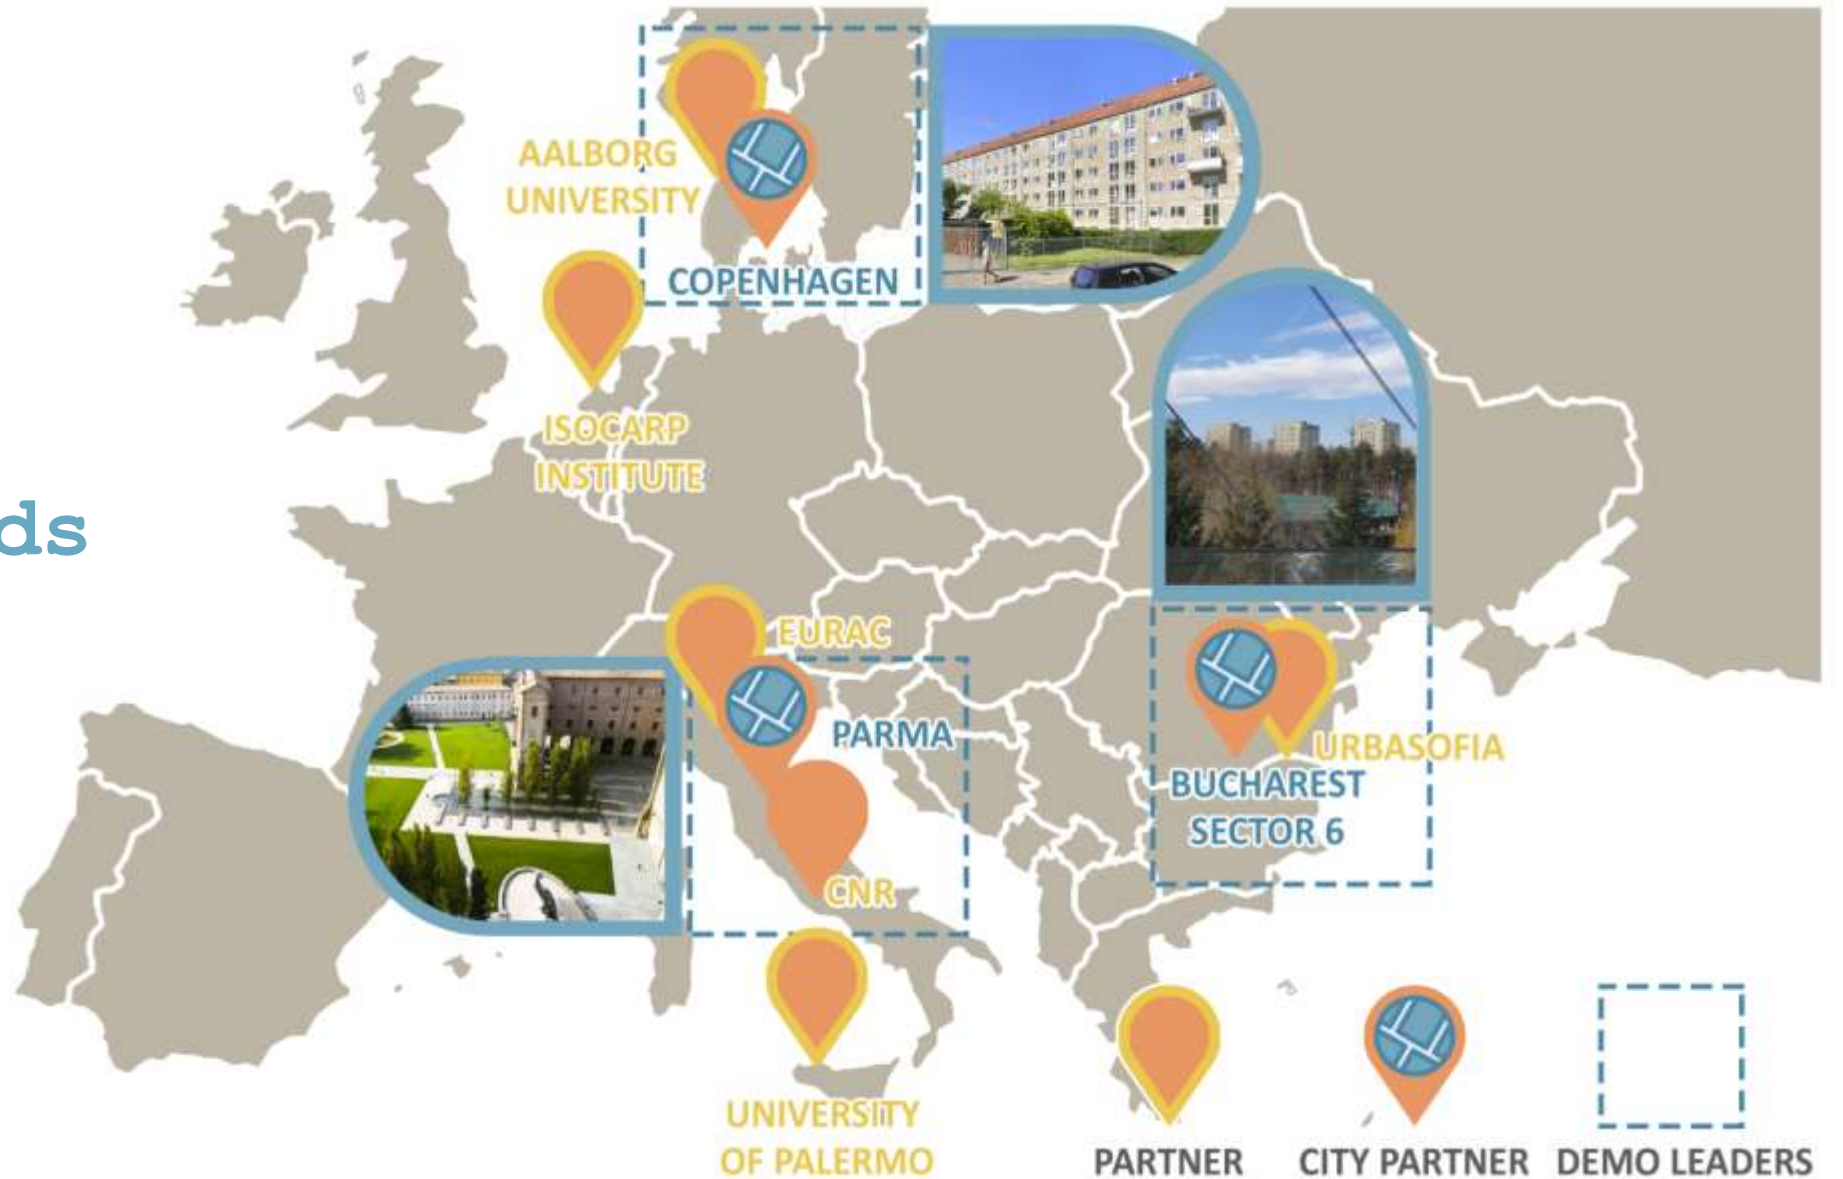 AALBORG
UNIVERSITY
COPENHAGEN
ISOCARP
INSTITUTE
ds
EURAC
PARMA
URBASOFIA
BUCHAREST
SECTOR 6
CNR
UNIVERSITY
OF PALERMO
PARTNER
CITY PARTNER
DEMO LEADERS